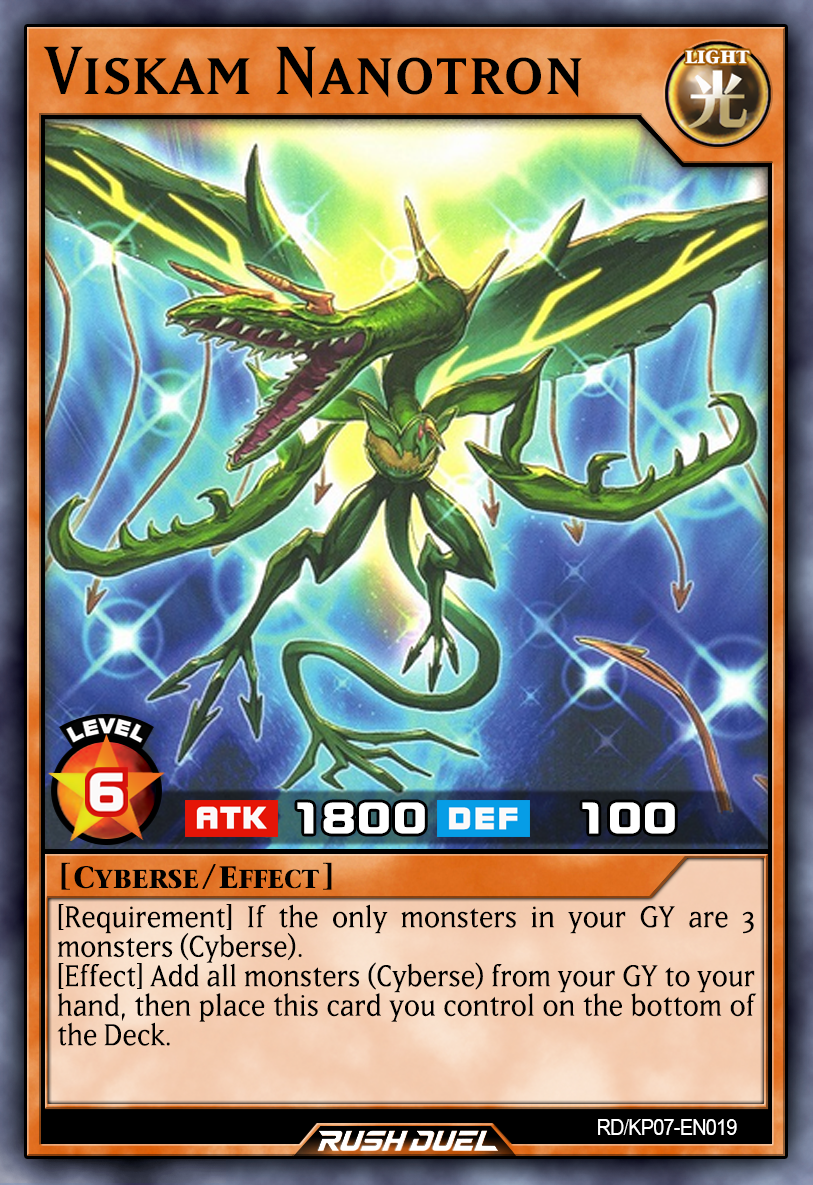 Viskam Nanotron
LIGHT
光
LEVEL
6
ATK 1800 DEF 100
[Cyberse/Effect]
[Requirement] If the only monsters in your GY are 3
monsters (Cyberse).
[Effect] Add all monsters (Cyberse) from your GY to your
hand, then place this card you control on the bottom of
the Deck.
RUSH DUEL
RD/KP07-EN019